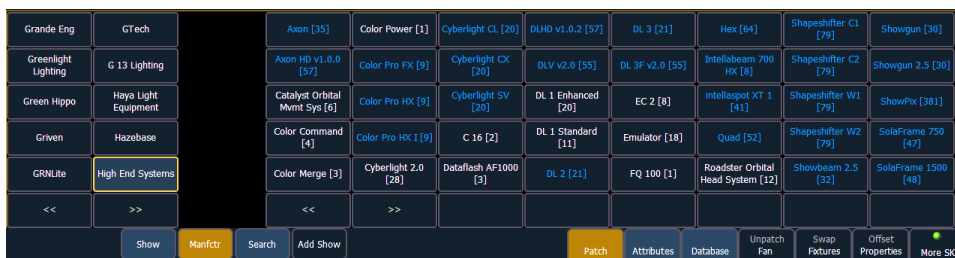 Grande Eng GTech Axon [35] Color Power [1] Cyberlight CL [20] DLHD v1.0.2 [57] DL 3 [21] Hex [64] Shapeshifter C1 [79] Showgun [30]
Greenlight Lighting G 13 Lighting Axon HD v1.0.0 [57] Color Pro FX [9] Cyberlight CX [20] DLV v2.0 [55] DL 3F v2.0 [55] Intellabeam 700 HX [8] Shapeshifter C2 [79] Showgun 2.5 [30]
Green Hippo Haya Light Equipment Catalyst Orbital Mvmt Sys [6] Color Pro HX [9] Cyberlight SV [20] DL 1 Enhanced [20] EC 2 [8] intellaspot XT 1 [41] Shapeshifter W1 [79] ShowPix [381]
Griven Hazebase Color Command [4] Color Pro HX I [9] C 16 [2] DL 1 Standard [11] Emulator [18] Quad [52] Shapeshifter W2 [79] SolaFrame 750 [47]
GRNLite High End Systems Color Merge [3] Cyberlight 2.0 [28] Dataflash AF1000 [3] DL 2 [21] FQ 100 [1] Roadster Orbital Head System [12] Showbeam 2.5 [32] SolaFrame 1500 [48]
<< >> << >>
Show Manfctr Search Add Show Patch Attributes Database Unpatch Fan Swap Fixtures Offset Properties More SK